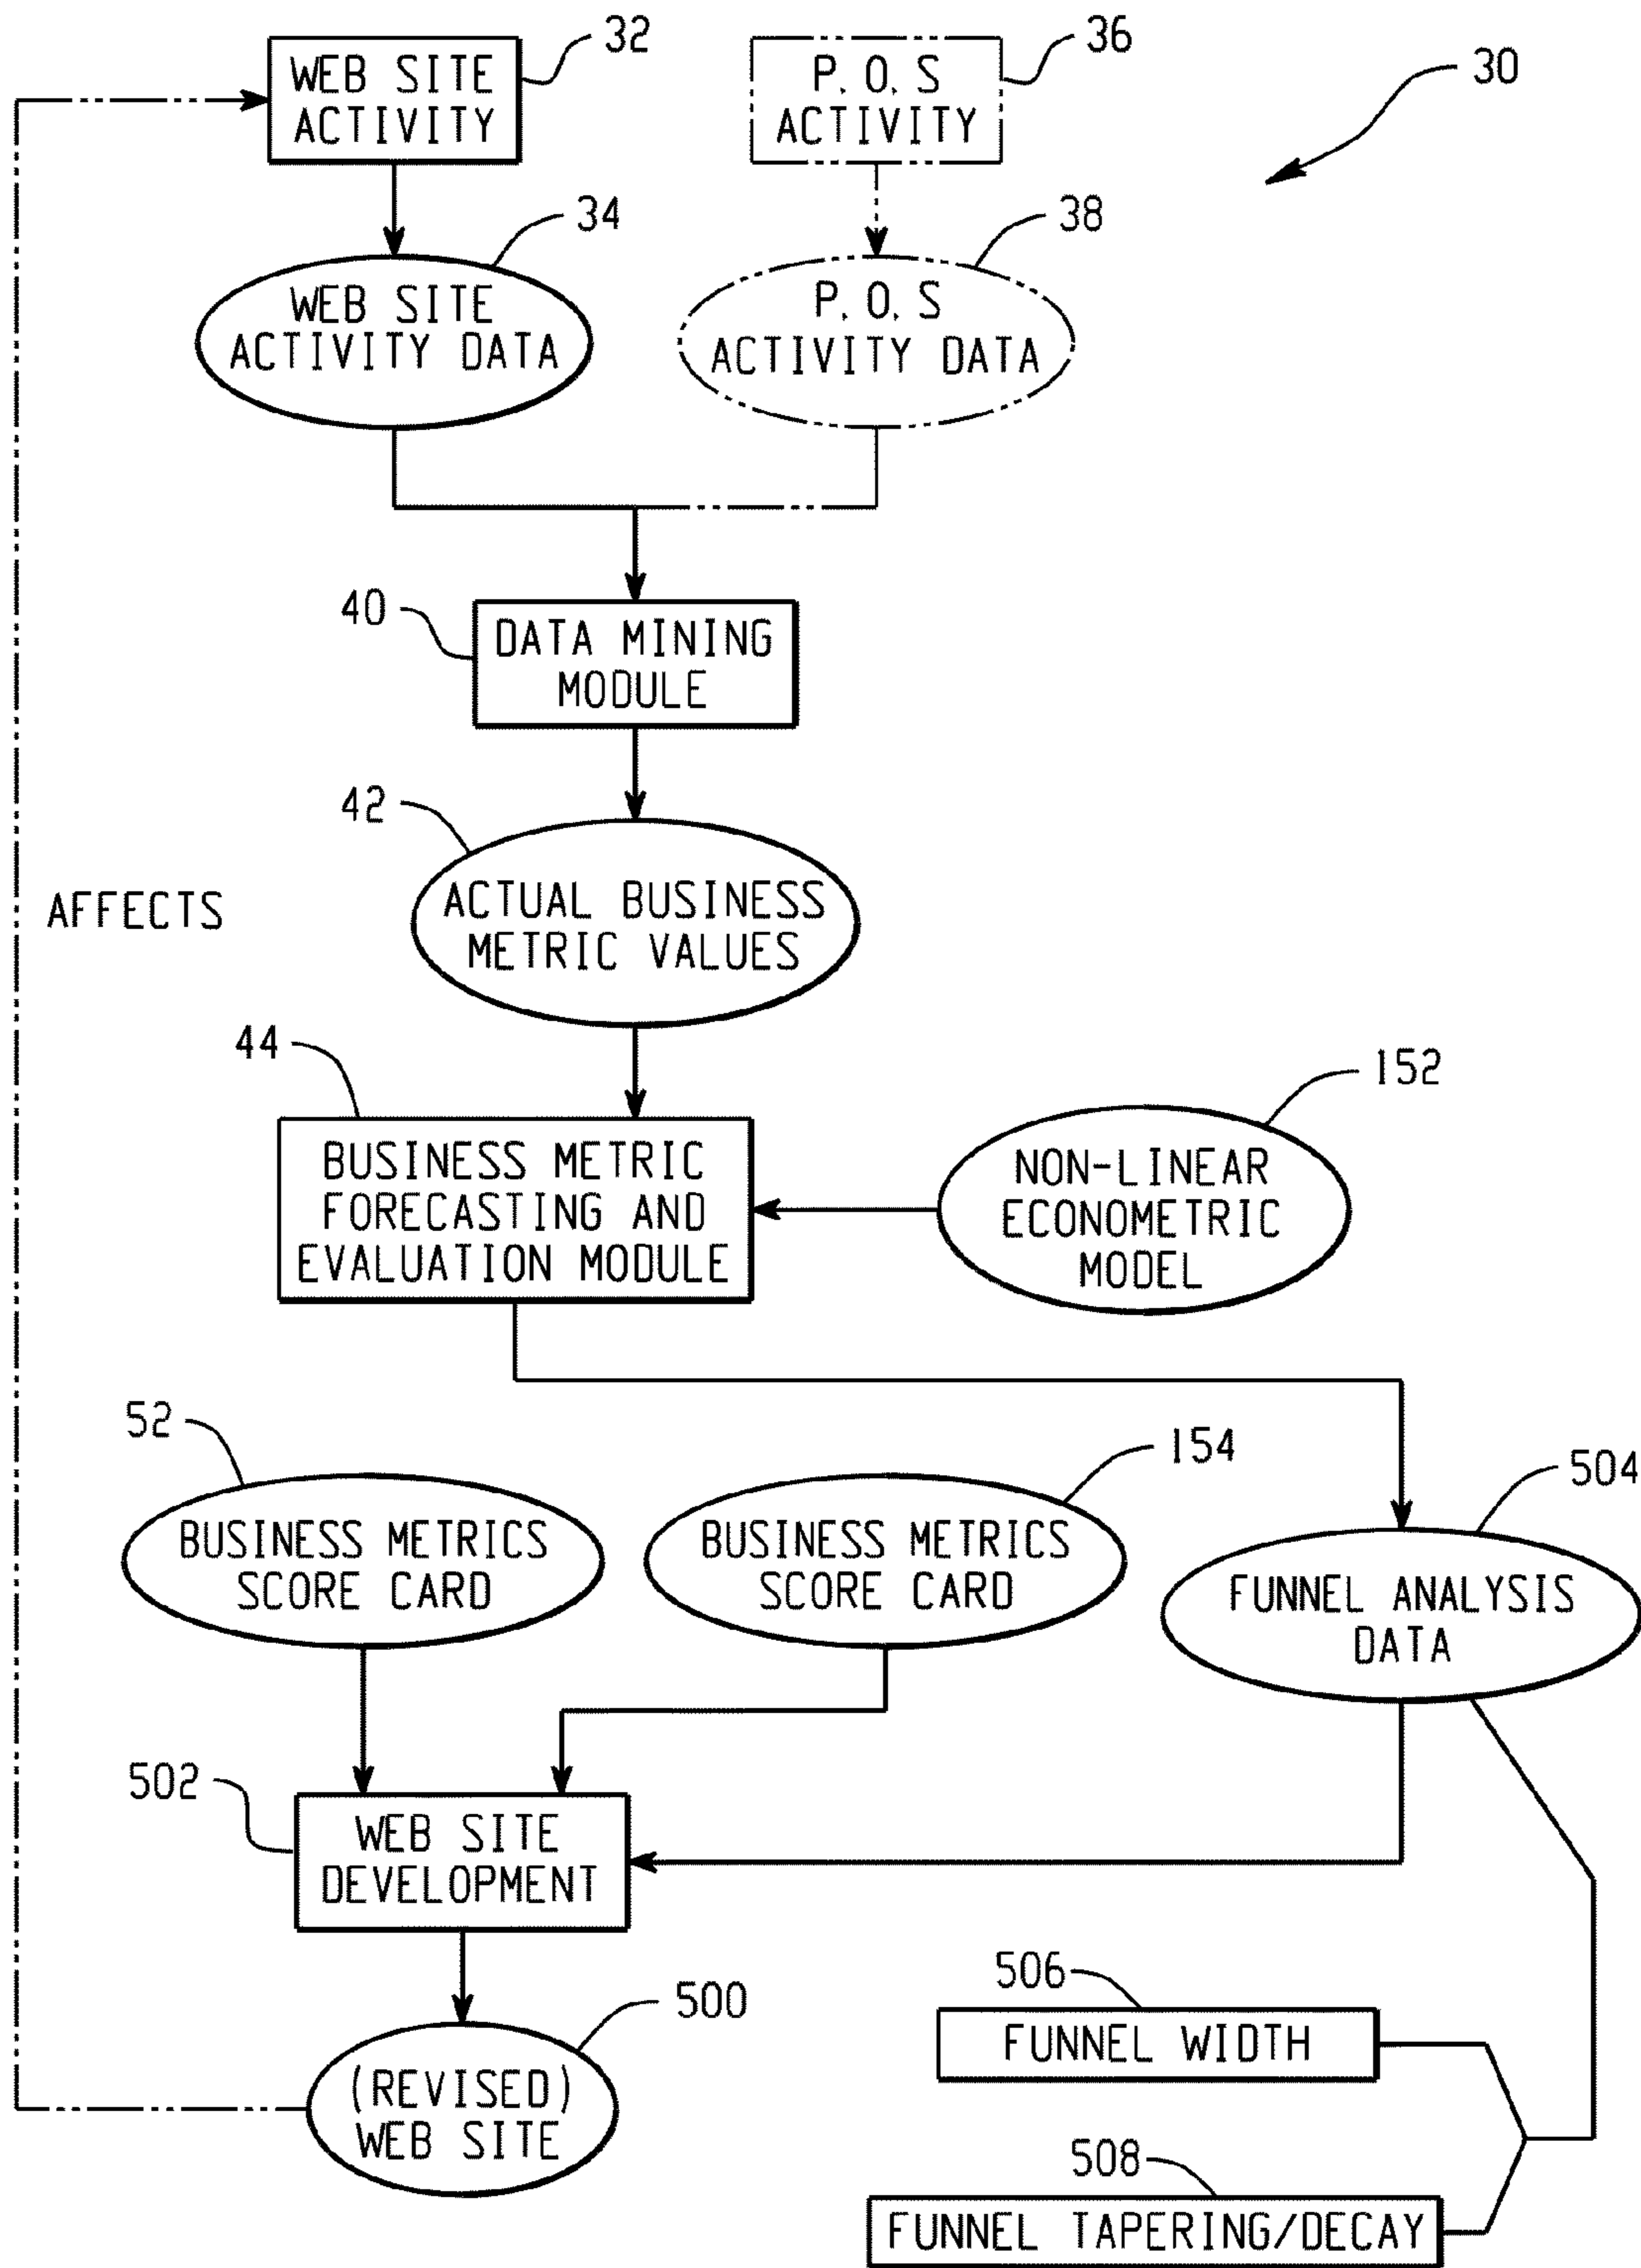 32
WEB SITE
ACTIVITY
36
P.O.S
ACTIVITY
30
34
WEB SITE
ACTIVITY DATA
38
P.O.S
ACTIVITY DATA
40
DATA MINING
MODULE
42
ACTUAL BUSINESS
METRIC VALUES
AFFECTS
44
BUSINESS METRIC
FORECASTING AND
EVALUATION MODULE
152
NON-LINEAR
ECONOMETRIC
MODEL
52
BUSINESS METRICS
SCORE CARD
154
BUSINESS METRICS
SCORE CARD
504
FUNNEL ANALYSIS
DATA
502
WEB SITE
DEVELOPMENT
500
(REVISED)
WEB SITE
506
FUNNEL WIDTH
508
FUNNEL TAPERING/DECAY